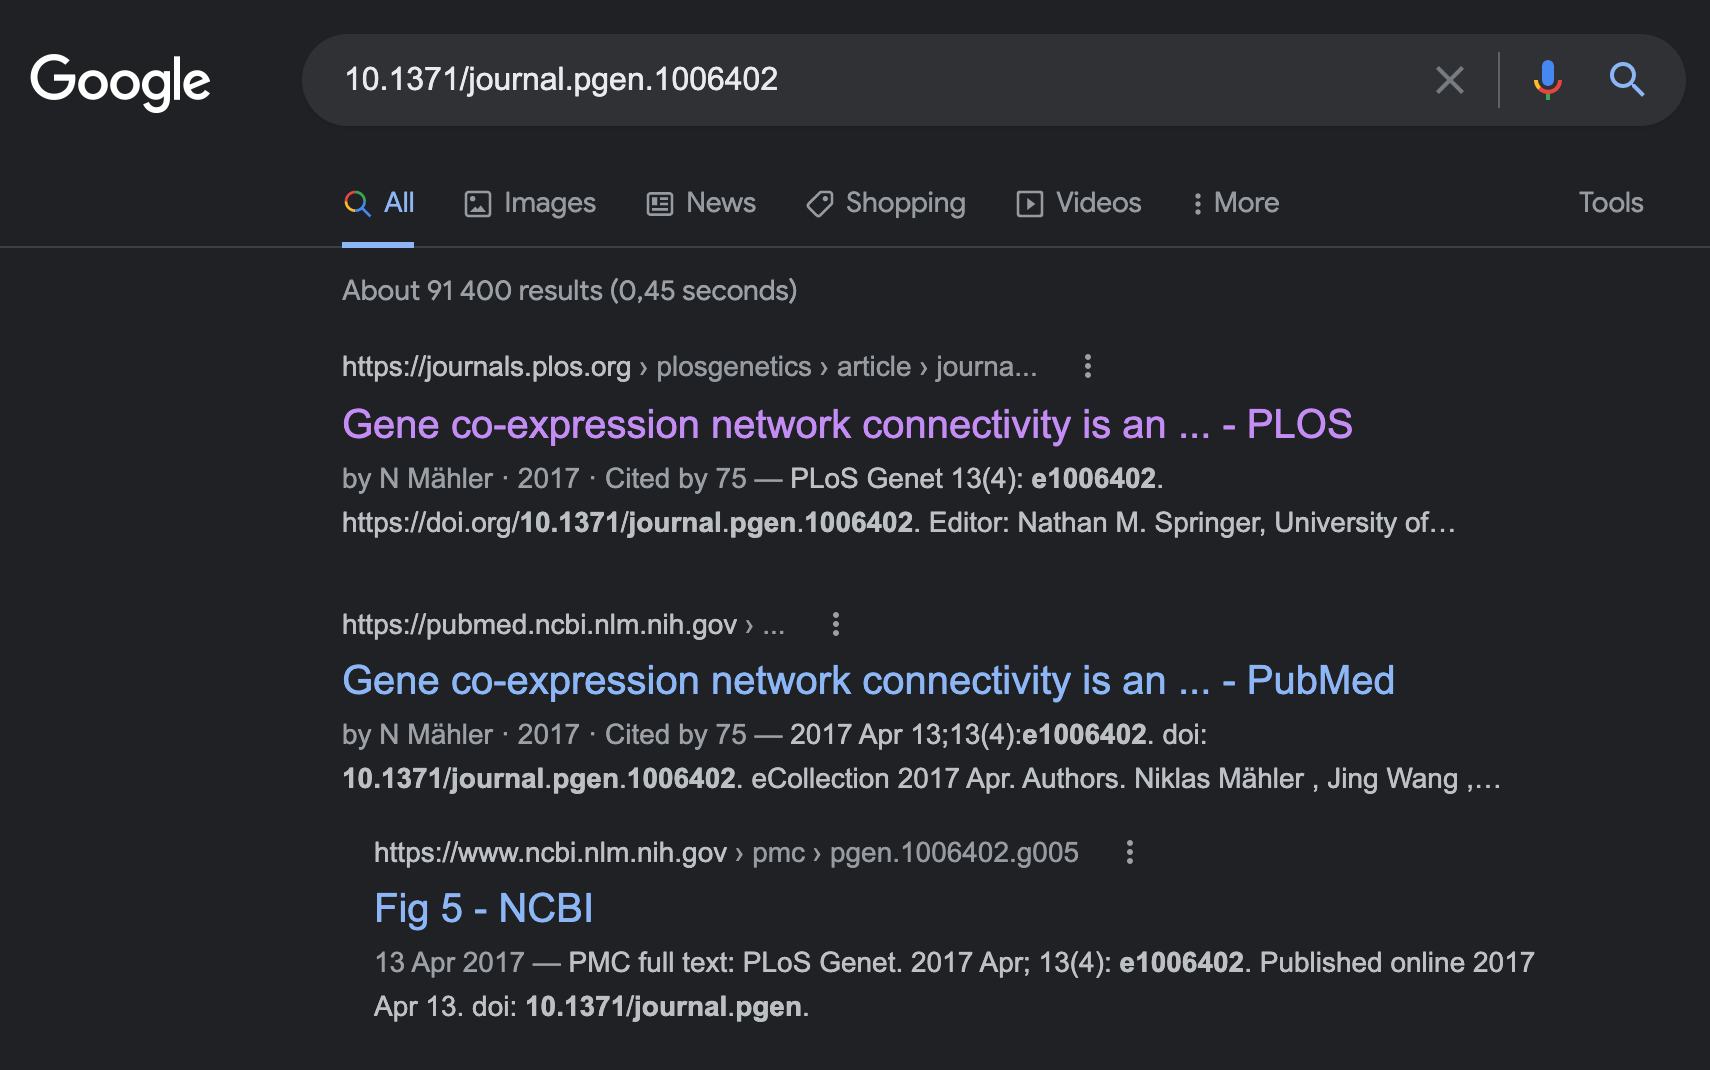 Google
10.1371/journal.pgen.1006402
All Images News Shopping Videos More Tools
About 91 400 results (0,45 seconds)
https://journals.plos.org › plosgenetics › article › journa...
Gene co-expression network connectivity is an ... - PLOS
by N Mähler · 2017 · Cited by 75 — PLoS Genet 13(4): e1006402.
https://doi.org/10.1371/journal.pgen.1006402. Editor: Nathan M. Springer, University of…
https://pubmed.ncbi.nlm.nih.gov › ...
Gene co-expression network connectivity is an ... - PubMed
by N Mähler · 2017 · Cited by 75 — 2017 Apr 13;13(4):e1006402. doi:
10.1371/journal.pgen.1006402. eCollection 2017 Apr. Authors. Niklas Mähler , Jing Wang ,…
https://www.ncbi.nlm.nih.gov › pmc › pgen.1006402.g005
Fig 5 - NCBI
13 Apr 2017 — PMC full text: PLoS Genet. 2017 Apr; 13(4): e1006402. Published online 2017
Apr 13. doi: 10.1371/journal.pgen.